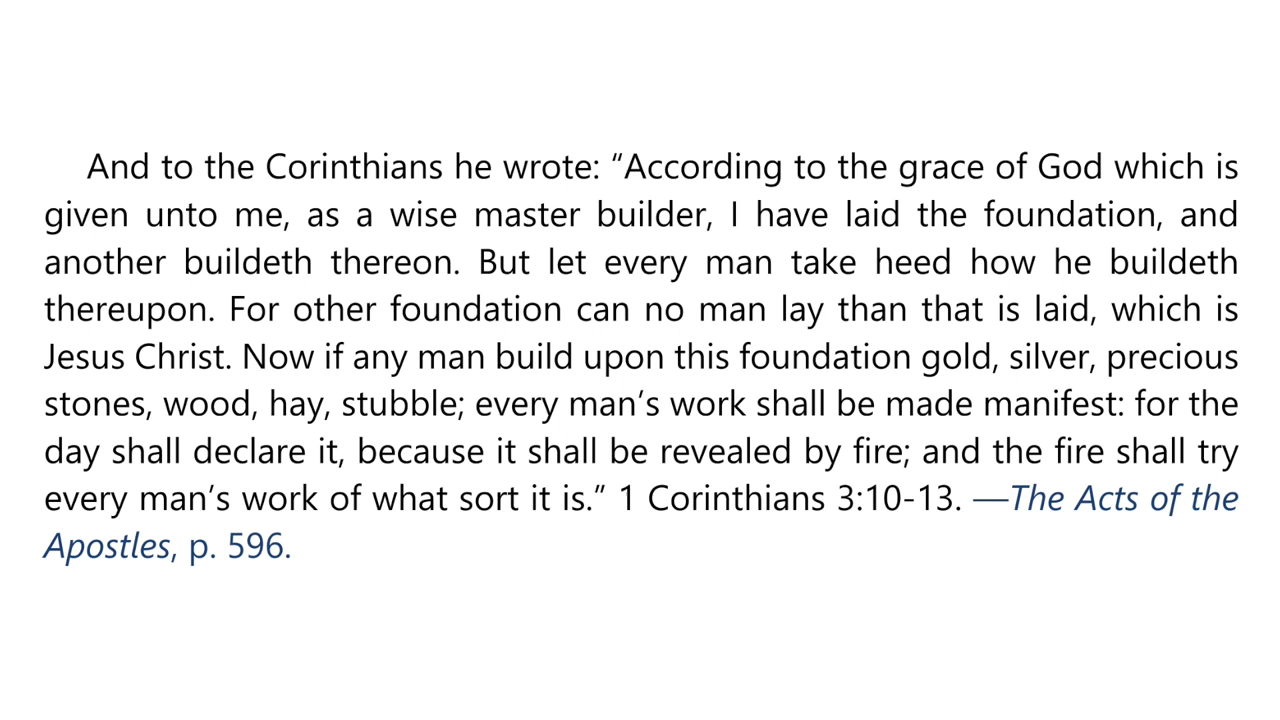 And to the Corinthians he wrote: “According to the grace of God which is
given unto me, as a wise master builder, I have laid the foundation, and
another buildeth thereon. But let every man take heed how he buildeth
thereupon. For other foundation can no man lay than that is laid, which is
Jesus Christ. Now if any man build upon this foundation gold, silver, precious
stones, wood, hay, stubble; every man’s work shall be made manifest: for the
day shall declare it, because it shall be revealed by fire; and the fire shall try
every man’s work of what sort it is.” 1 Corinthians 3:10-13. —The Acts of the
Apostles, p. 596.